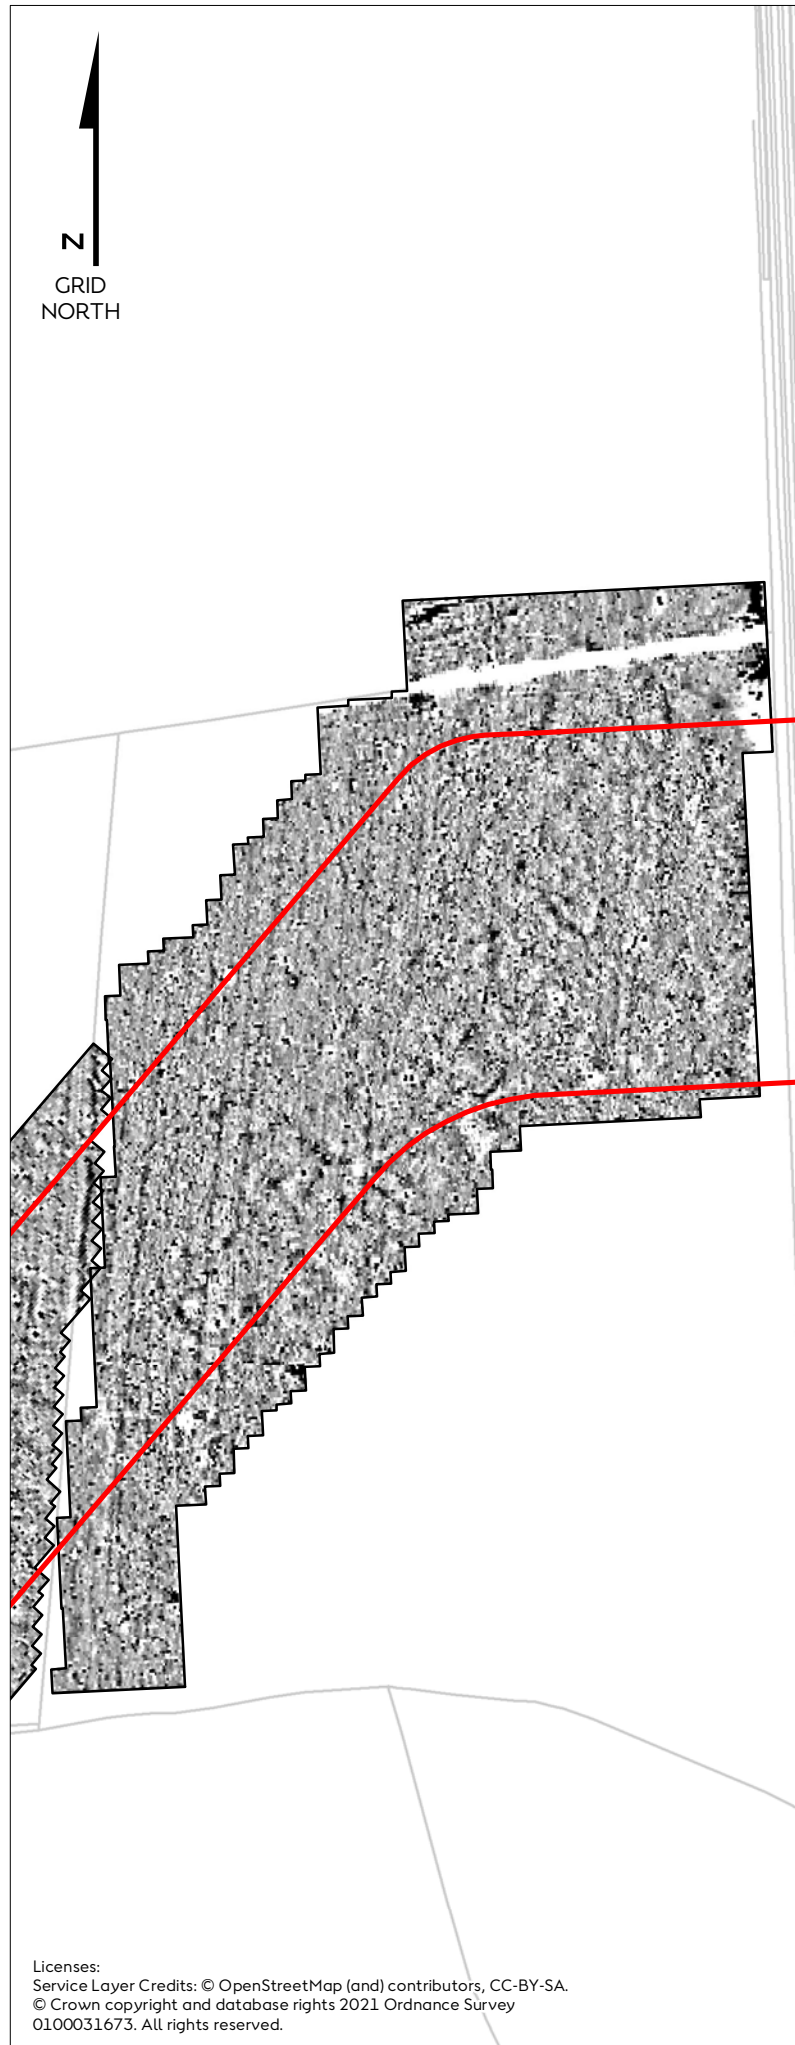 N
GRID
NORTH
Licenses:
Service Layer Credits: © OpenStreetMap (and) contributors, CC-BY-SA.
© Crown copyright and database rights 2021 Ordnance Survey
0100031673. All rights reserved.